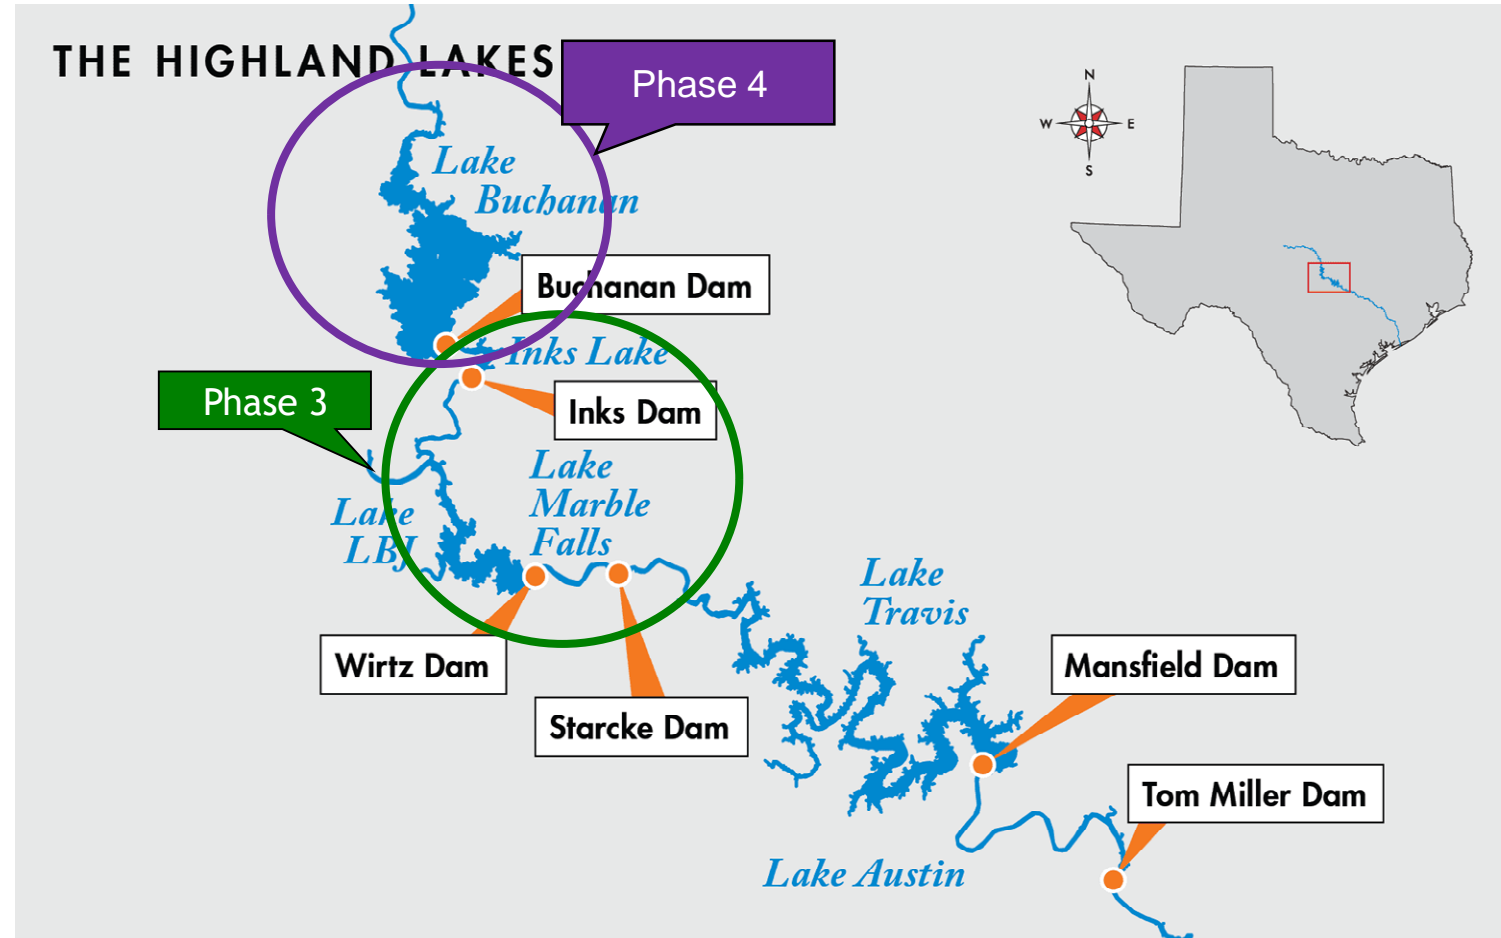 THE HIGHLAND LAKES
Phase 4
N
W
E
S
Lake
Buchanan
Buchanan Dam
Inks Lake
Phase 3
Inks Dam
Lake
Marble
Falls
Lake
LBJ
Lake
Travis
Wirtz Dam
Mansfield Dam
Starcke Dam
Tom Miller Dam
Lake Austin